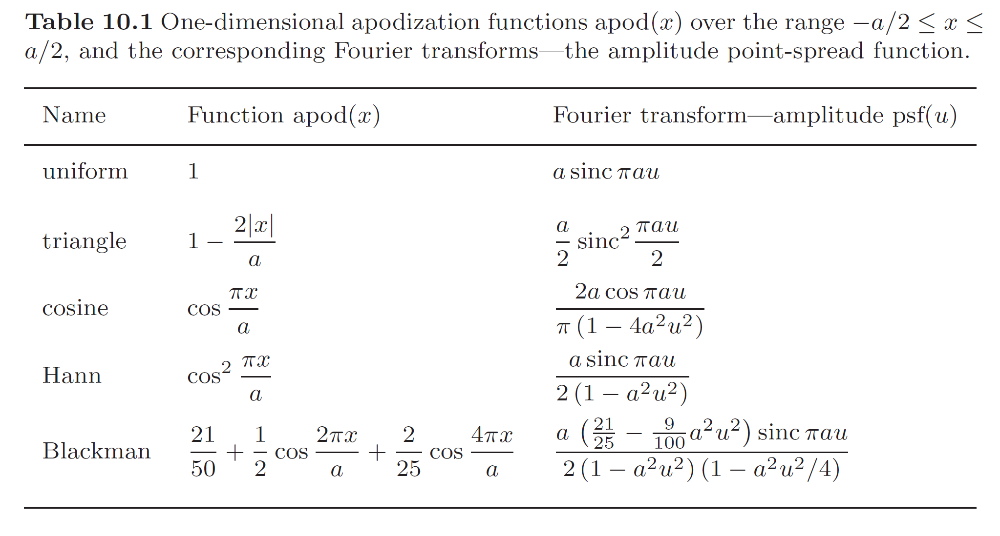 Table 10.1 One-dimensional apodization functions apod(x) over the range −a/2 ≤ x ≤
a/2, and the corresponding Fourier transforms—the amplitude point-spread function.
Name Function apod(x) Fourier transform—amplitude psf(u)
uniform 1 a sinc πau
triangle 1 − 2|x|/a a/2 sinc² πau/2
cosine cos πx/a 2a cos πau / π(1 − 4a²u²)
Hann cos² πx/a a sinc πau / 2(1 − a²u²)
Blackman 21/50 + 1/2 cos 2πx/a + 2/25 cos 4πx/a a (21/25 − 9/100 a²u²) sinc πau / 2(1 − a²u²)(1 − a²u²/4)